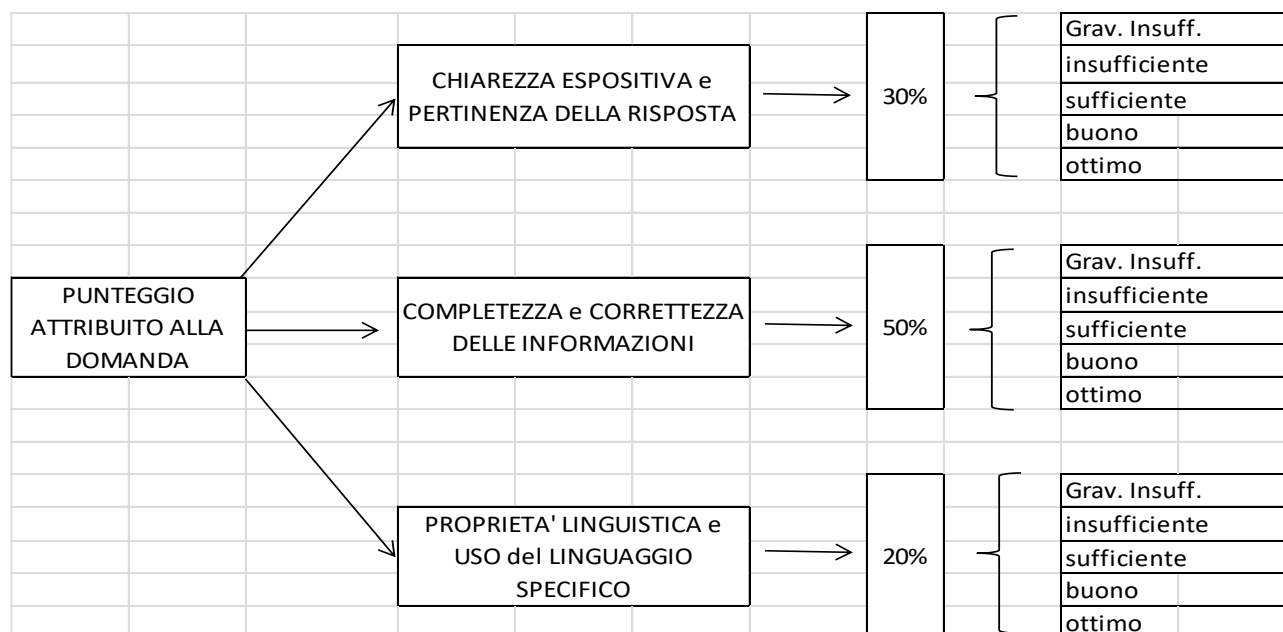 CHIAREZZA ESPOSITIVA e
PERTINENZA DELLA RISPOSTA
30%
Grav. Insuff.
insufficiente
sufficiente
buono
ottimo
PUNTEGGIO
ATTRIBUITO ALLA
DOMANDA
COMPLETEZZA e CORRETTEZZA
DELLE INFORMAZIONI
50%
Grav. Insuff.
insufficiente
sufficiente
buono
ottimo
PROPRIETA' LINGUISTICA e
USO del LINGUAGGIO
SPECIFICO
20%
Grav. Insuff.
insufficiente
sufficiente
buono
ottimo